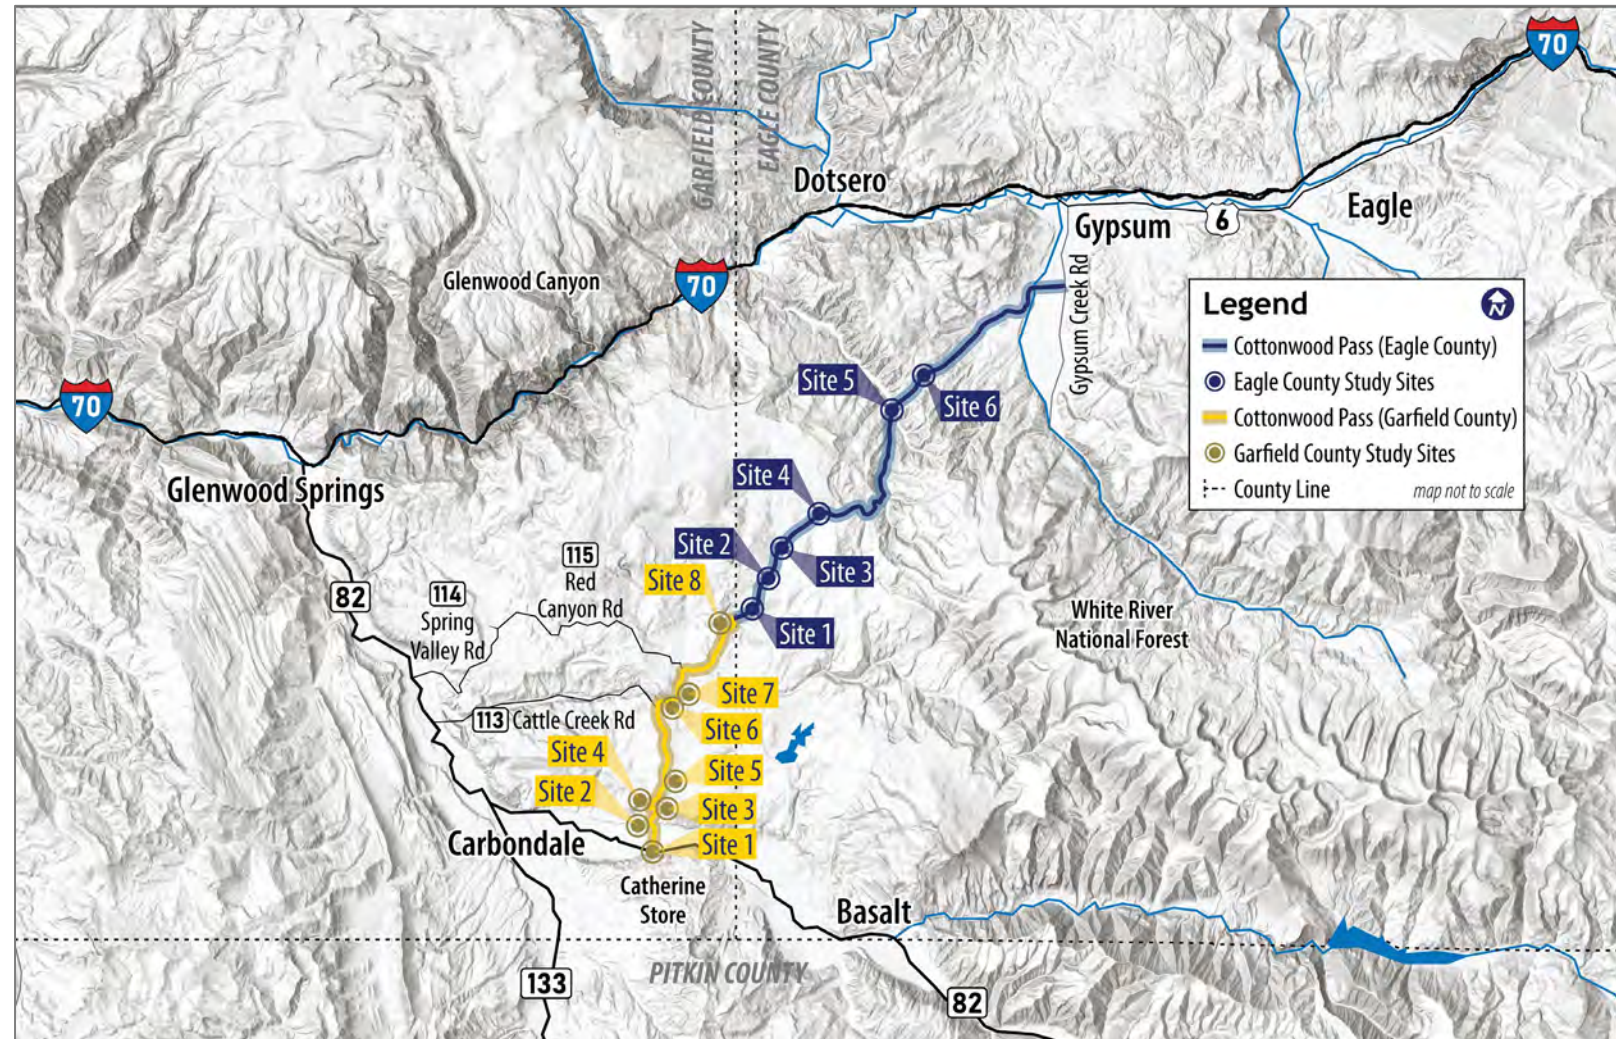 70
GARFIELD COUNTY
EAGLE COUNTY
Dotsero
Eagle
Gypsum
6
Glenwood Canyon
70
Gypsum Creek Rd
Legend
N
Cottonwood Pass (Eagle County)
Eagle County Study Sites
Cottonwood Pass (Garfield County)
Garfield County Study Sites
County Line
map not to scale
70
Site 5
Site 6
Glenwood Springs
Site 4
Site 2
Site 3
115
Red
Canyon Rd
Site 8
82
114
Spring
Valley Rd
Site 1
White River
National Forest
Site 7
113 Cattle Creek Rd
Site 6
Site 4
Site 5
Site 2
Site 3
Carbondale
Site 1
Catherine
Store
Basalt
PITKIN COUNTY
133
82